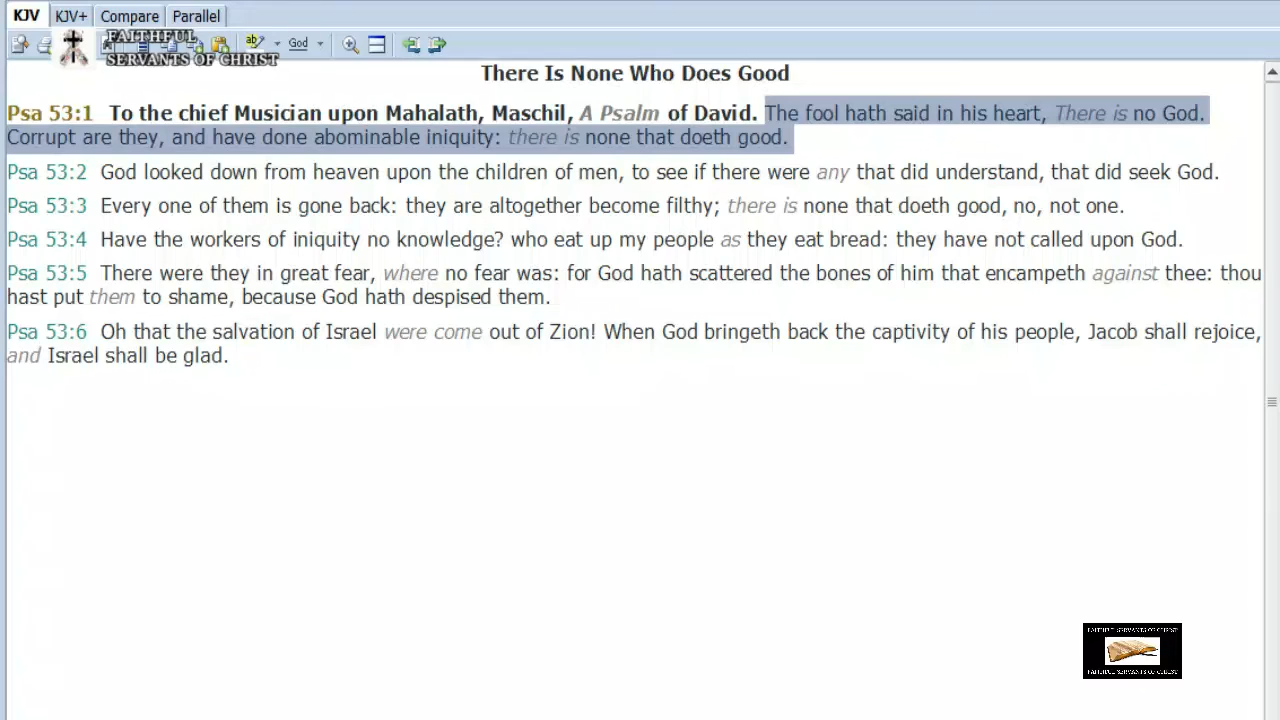 KJV KJV+ Compare Parallel
God
FAITHFUL
SERVANTS OF CHRIST
There Is None Who Does Good
Psa 53:1 To the chief Musician upon Mahalath, Maschil, A Psalm of David. The fool hath said in his heart, There is no God.
Corrupt are they, and have done abominable iniquity: there is none that doeth good.
Psa 53:2 God looked down from heaven upon the children of men, to see if there were any that did understand, that did seek God.
Psa 53:3 Every one of them is gone back: they are altogether become filthy; there is none that doeth good, no, not one.
Psa 53:4 Have the workers of iniquity no knowledge? who eat up my people as they eat bread: they have not called upon God.
Psa 53:5 There were they in great fear, where no fear was: for God hath scattered the bones of him that encampeth against thee: thou
hast put them to shame, because God hath despised them.
Psa 53:6 Oh that the salvation of Israel were come out of Zion! When God bringeth back the captivity of his people, Jacob shall rejoice,
and Israel shall be glad.
FAITHFUL SERVANTS OF CHRIST
FAITHFUL SERVANTS OF CHRIST